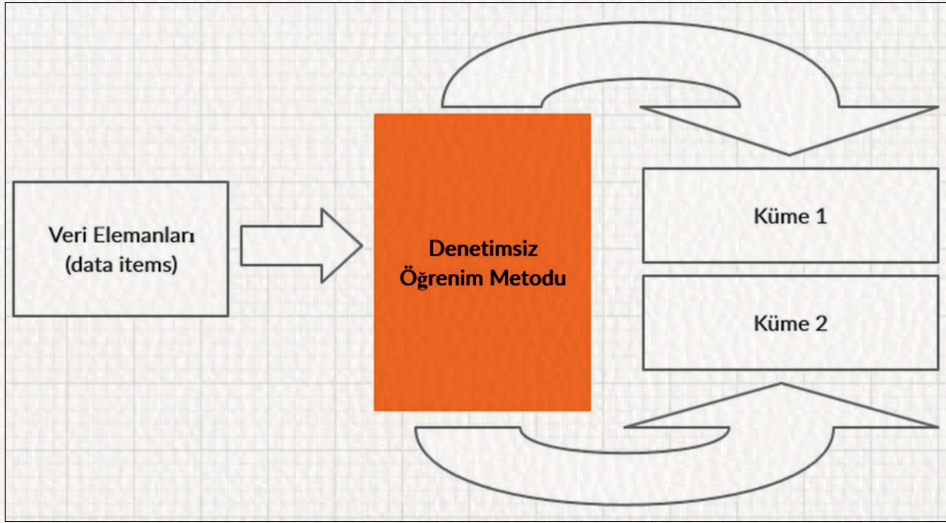 Veri Elemanları
(data items)
Denetimsiz
Öğrenim Metodu
Küme 1
Küme 2